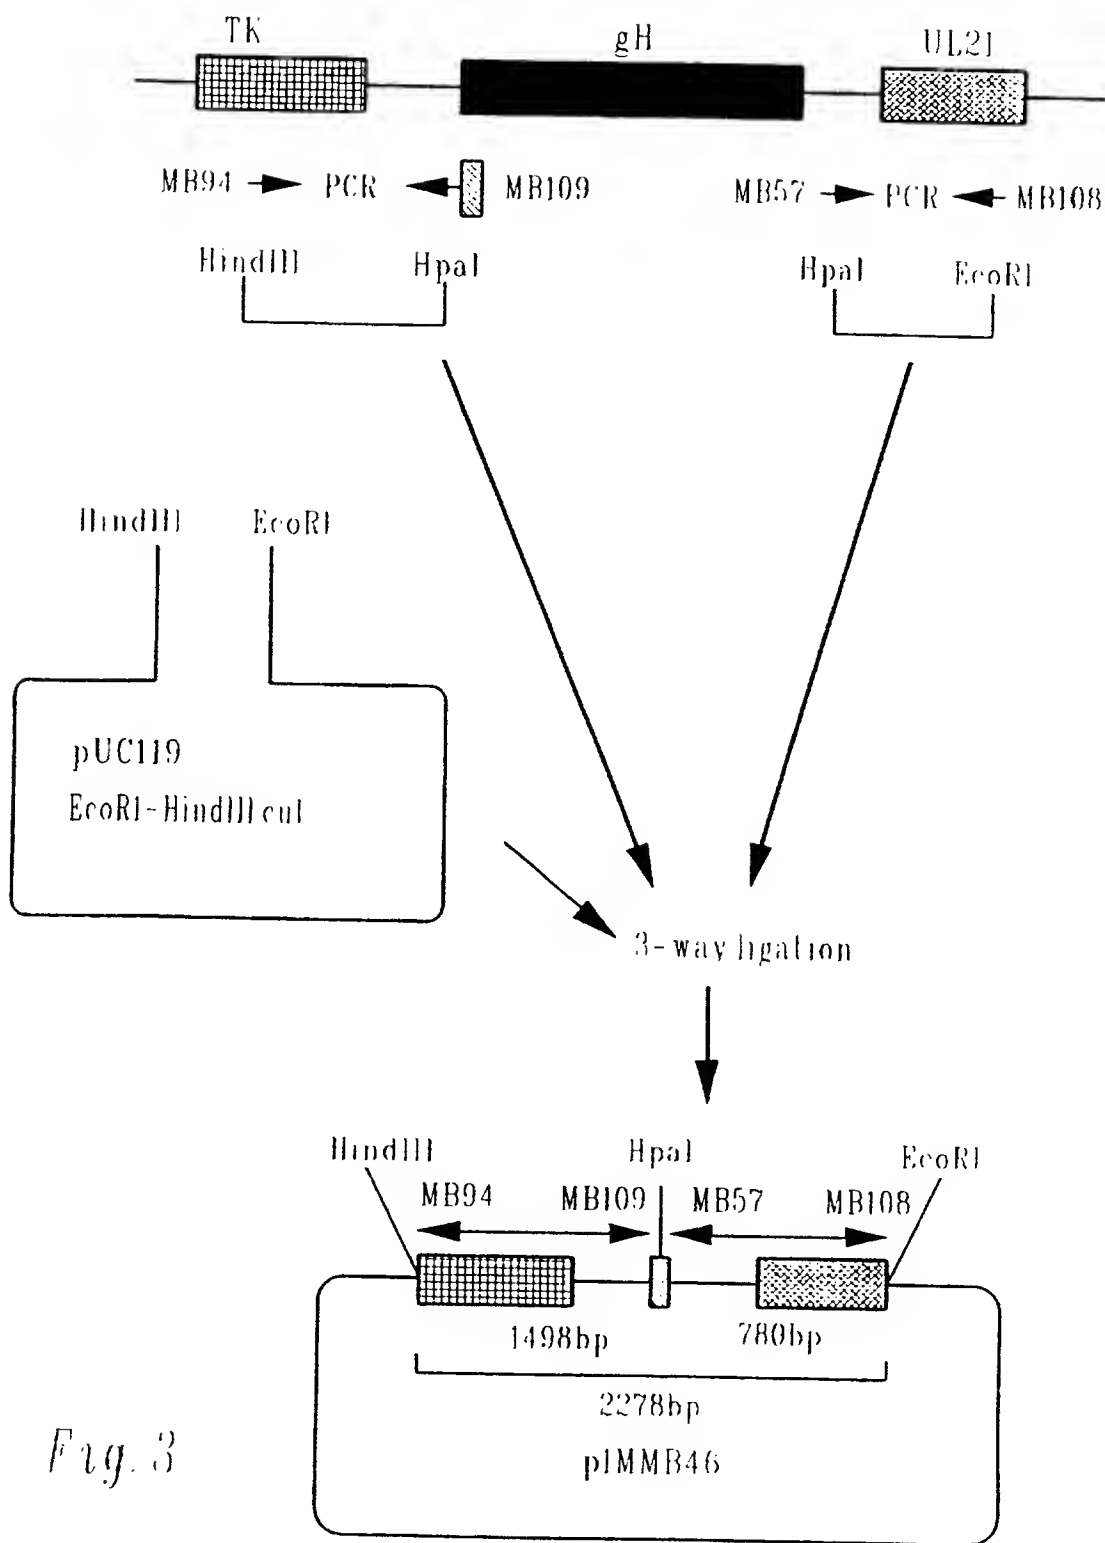 TK gH UL21
MB94 PCR MB109 MB57 PCR MB108
HindIII HpaI HpaI EcoRI
HindIII EcoRI
pUC119
EcoRI-HindIII cut
3-way ligation
HindIII HpaI EcoRI
MB94 MB109 MB57 MB108
1498bp 780bp
2278bp
pIMMB46
Fig. 3